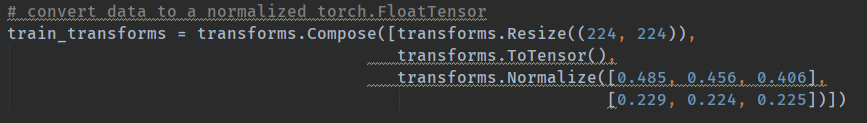 # convert data to a normalized torch.FloatTensor
train_transforms = transforms.Compose([transforms.Resize((224, 224)),
                                       transforms.ToTensor(),
                                       transforms.Normalize([0.485, 0.456, 0.406],
                                                            [0.229, 0.224, 0.225])])